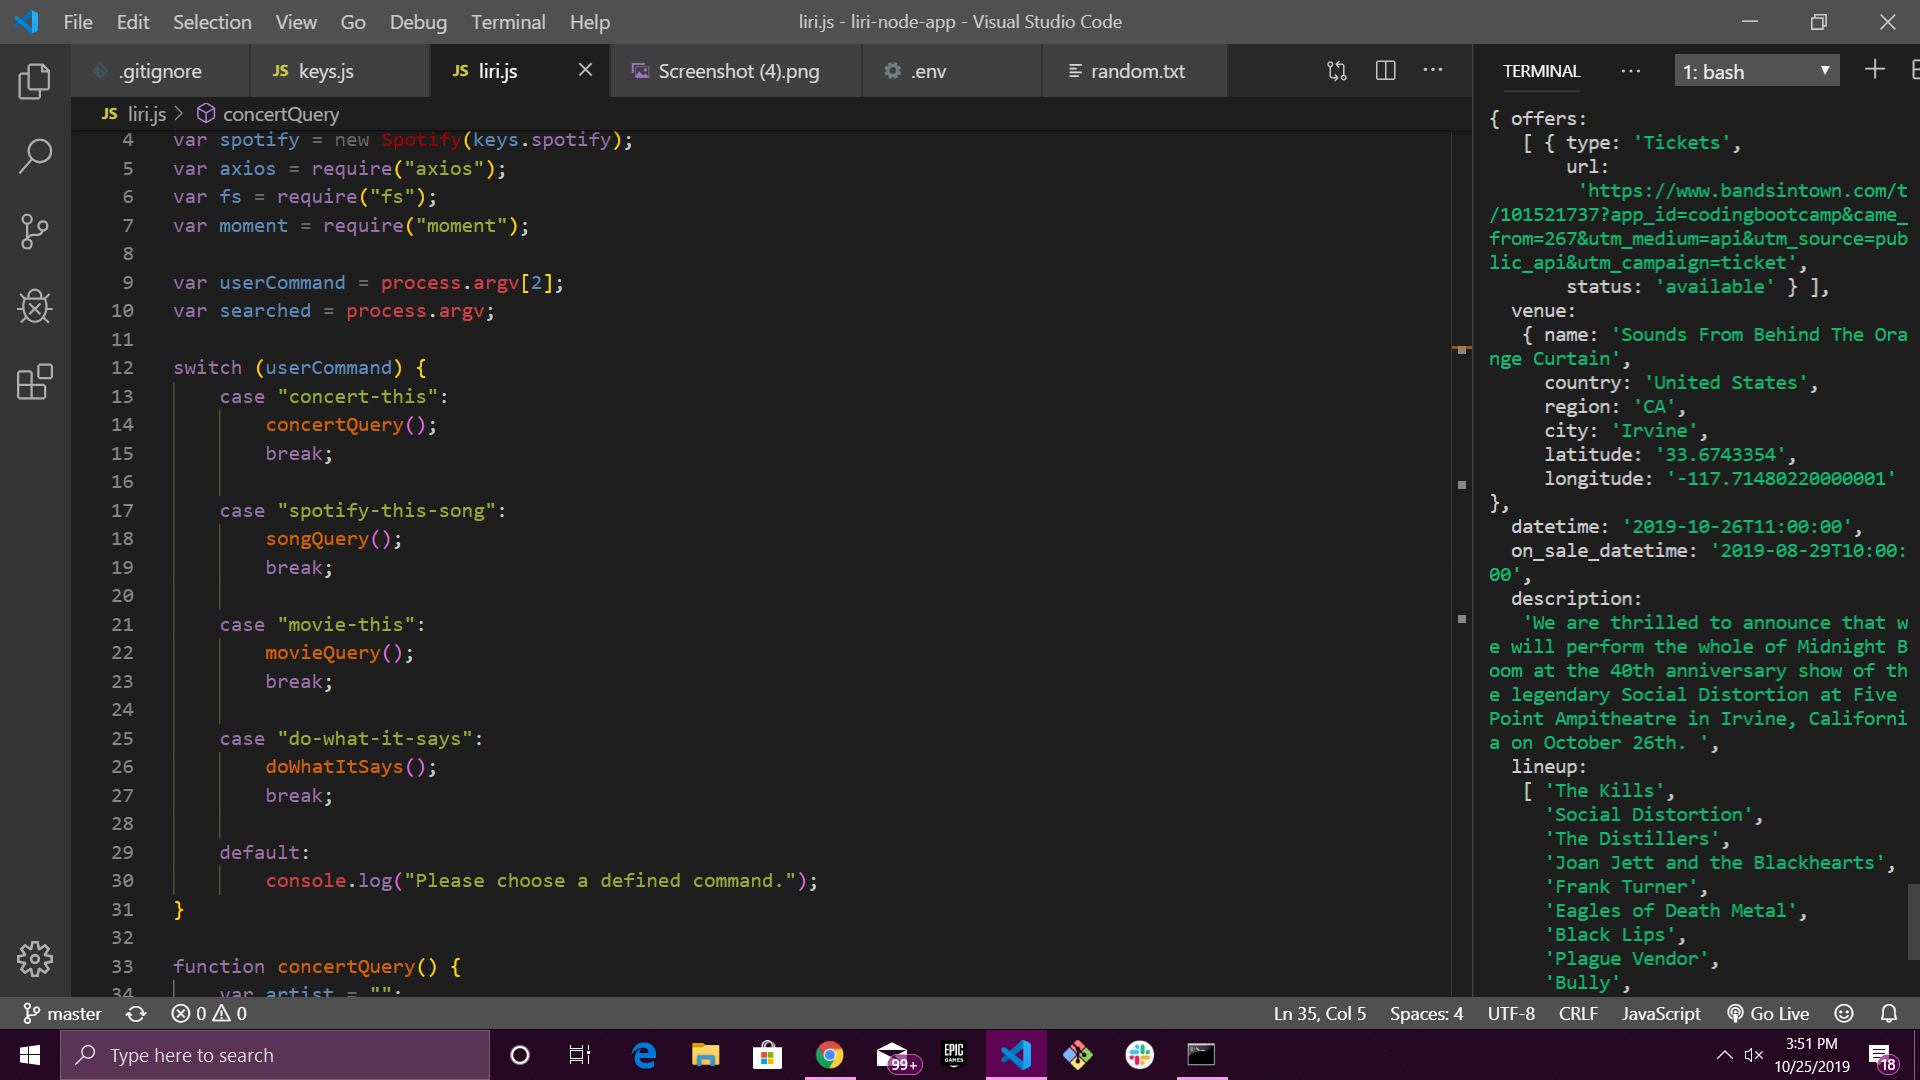 File Edit Selection View Go Debug Terminal Help
liri.js - liri-node-app - Visual Studio Code
.gitignore
JS keys.js
JS liri.js
Screenshot (4).png
.env
random.txt
JS liri.js > concertQuery
4 var spotify = new Spotify(keys.spotify);
5 var axios = require("axios");
6 var fs = require("fs");
7 var moment = require("moment");
8
9 var userCommand = process.argv[2];
10 var searched = process.argv;
11
12 switch (userCommand) {
13 case "concert-this":
14 concertQuery();
15 break;
16
17 case "spotify-this-song":
18 songQuery();
19 break;
20
21 case "movie-this":
22 movieQuery();
23 break;
24
25 case "do-what-it-says":
26 doWhatItSays();
27 break;
28
29 default:
30 console.log("Please choose a defined command.");
31 }
32
33 function concertQuery() {
34 var artist = "";
TERMINAL
1: bash
{ offers:
[ { type: 'Tickets',
url:
'https://www.bandsintown.com/t
/101521737?app_id=codingbootcamp&came_
from=267&utm_medium=api&utm_source=pub
lic_api&utm_campaign=ticket',
status: 'available' } ],
venue:
{ name: 'Sounds From Behind The Ora
nge Curtain',
country: 'United States',
region: 'CA',
city: 'Irvine',
latitude: '33.6743354',
longitude: '-117.71480220000001'
},
datetime: '2019-10-26T11:00:00',
on_sale_datetime: '2019-08-29T10:00:
00',
description:
'We are thrilled to announce that w
e will perform the whole of Midnight B
oom at the 40th anniversary show of th
e legendary Social Distortion at Five
Point Ampitheatre in Irvine, Californi
a on October 26th. ',
lineup:
[ 'The Kills',
'Social Distortion',
'The Distillers',
'Joan Jett and the Blackhearts',
'Frank Turner',
'Eagles of Death Metal',
'Black Lips',
'Plague Vendor',
'Bully',
master 0 0
Ln 35, Col 5 Spaces: 4 UTF-8 CRLF JavaScript Go Live
Type here to search
99+
EPIC GAMES
3:51 PM
10/25/2019
18